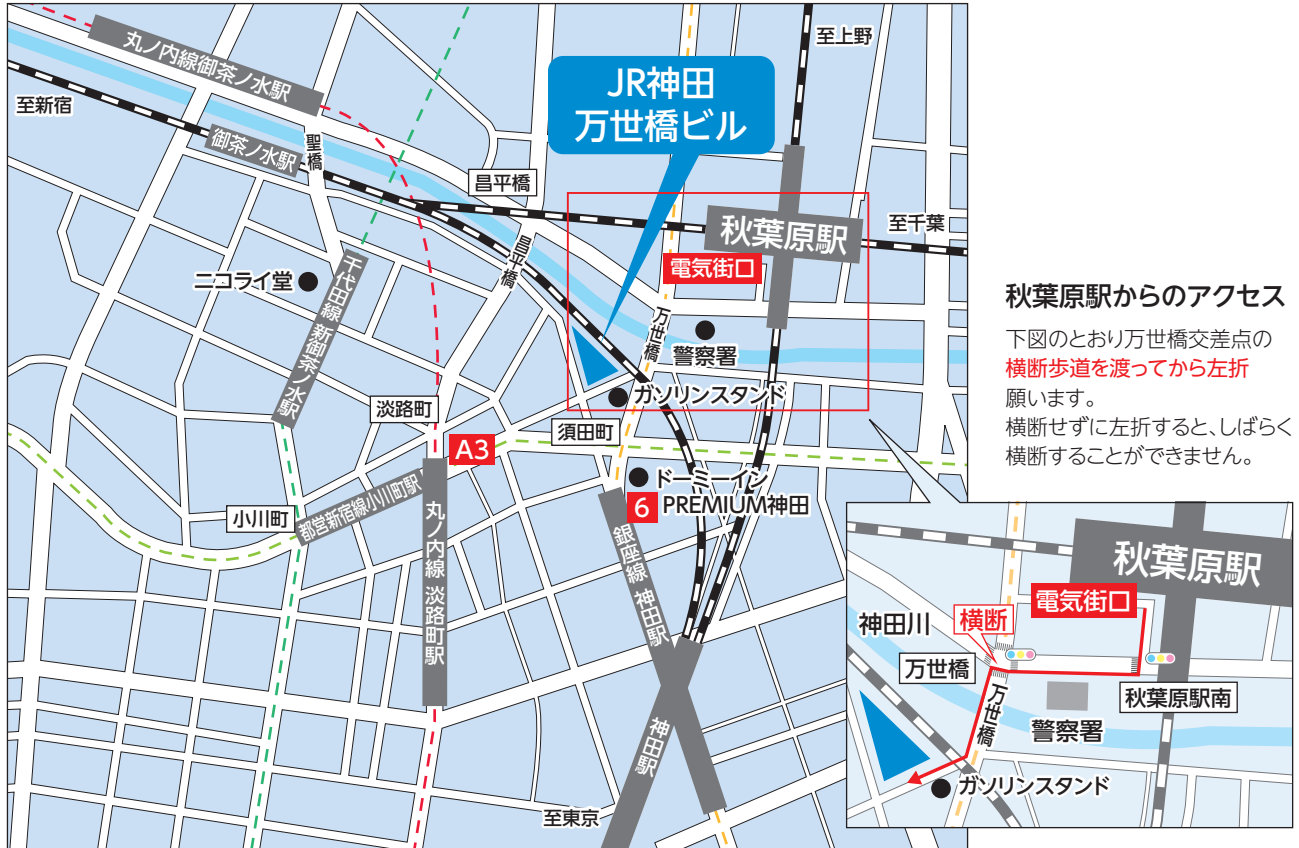 至上野
丸ノ内線御茶ノ水駅
JR神田
万世橋ビル
至新宿
御茶ノ水駅
聖橋
昌平橋
至千葉
秋葉原駅
昌平橋
電気街口
ニコライ堂
千代田線 新御茶ノ水駅
万世橋
警察署
ガソリンスタンド
淡路町
須田町
A3
ドーミーイン
PREMIUM神田
6
小川町
都営新宿線小川町駅
丸ノ内線 淡路町駅
銀座線 神田駅
神田駅
至東京
秋葉原駅からのアクセス
下図のとおり万世橋交差点の
横断歩道を渡ってから左折
願います。
横断せずに左折すると、しばらく
横断することができません。
秋葉原駅
電気街口
横断
神田川
万世橋
秋葉原駅南
万世橋
警察署
ガソリンスタンド